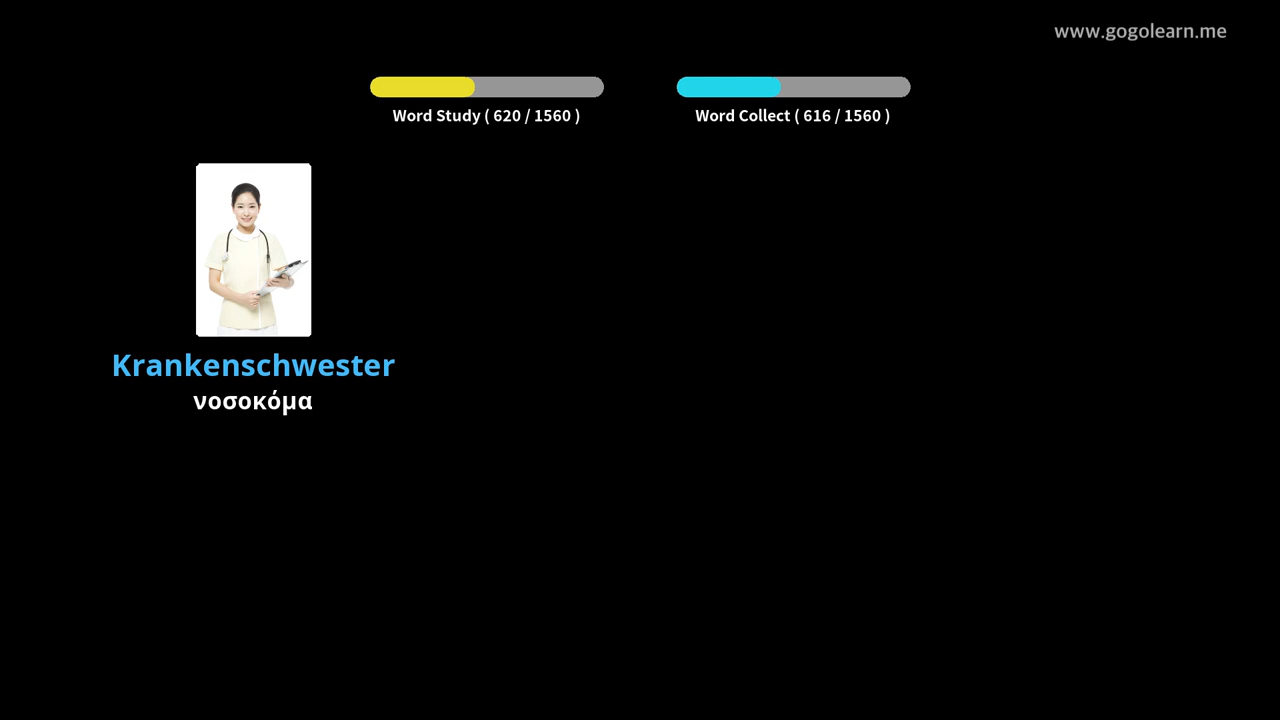 www.gogolearn.me
Word Study ( 620 / 1560 )
Word Collect ( 616 / 1560 )
Krankenschwester
νοσοκόμα